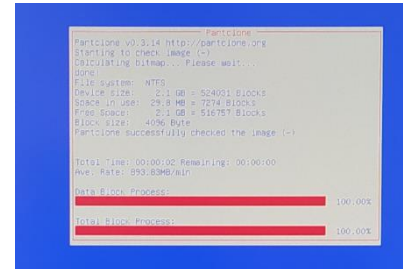 Partclone
Partclone v0.3.14 http://partclone.org
Starting to check image (-)
Calculating bitmap... Please wait...
done!
File system: NTFS
Device size: 2.1 GB = 524031 Blocks
Space in use: 29.8 MB = 7274 Blocks
Free Space: 2.1 GB = 516757 Blocks
Block size: 4096 Byte
Partclone successfully checked the image (-)
Total Time: 00:00:02 Remaining: 00:00:00
Ave. Rate: 893.83MB/min
Data Block Process:
100.00%
Total Block Process:
100.00%